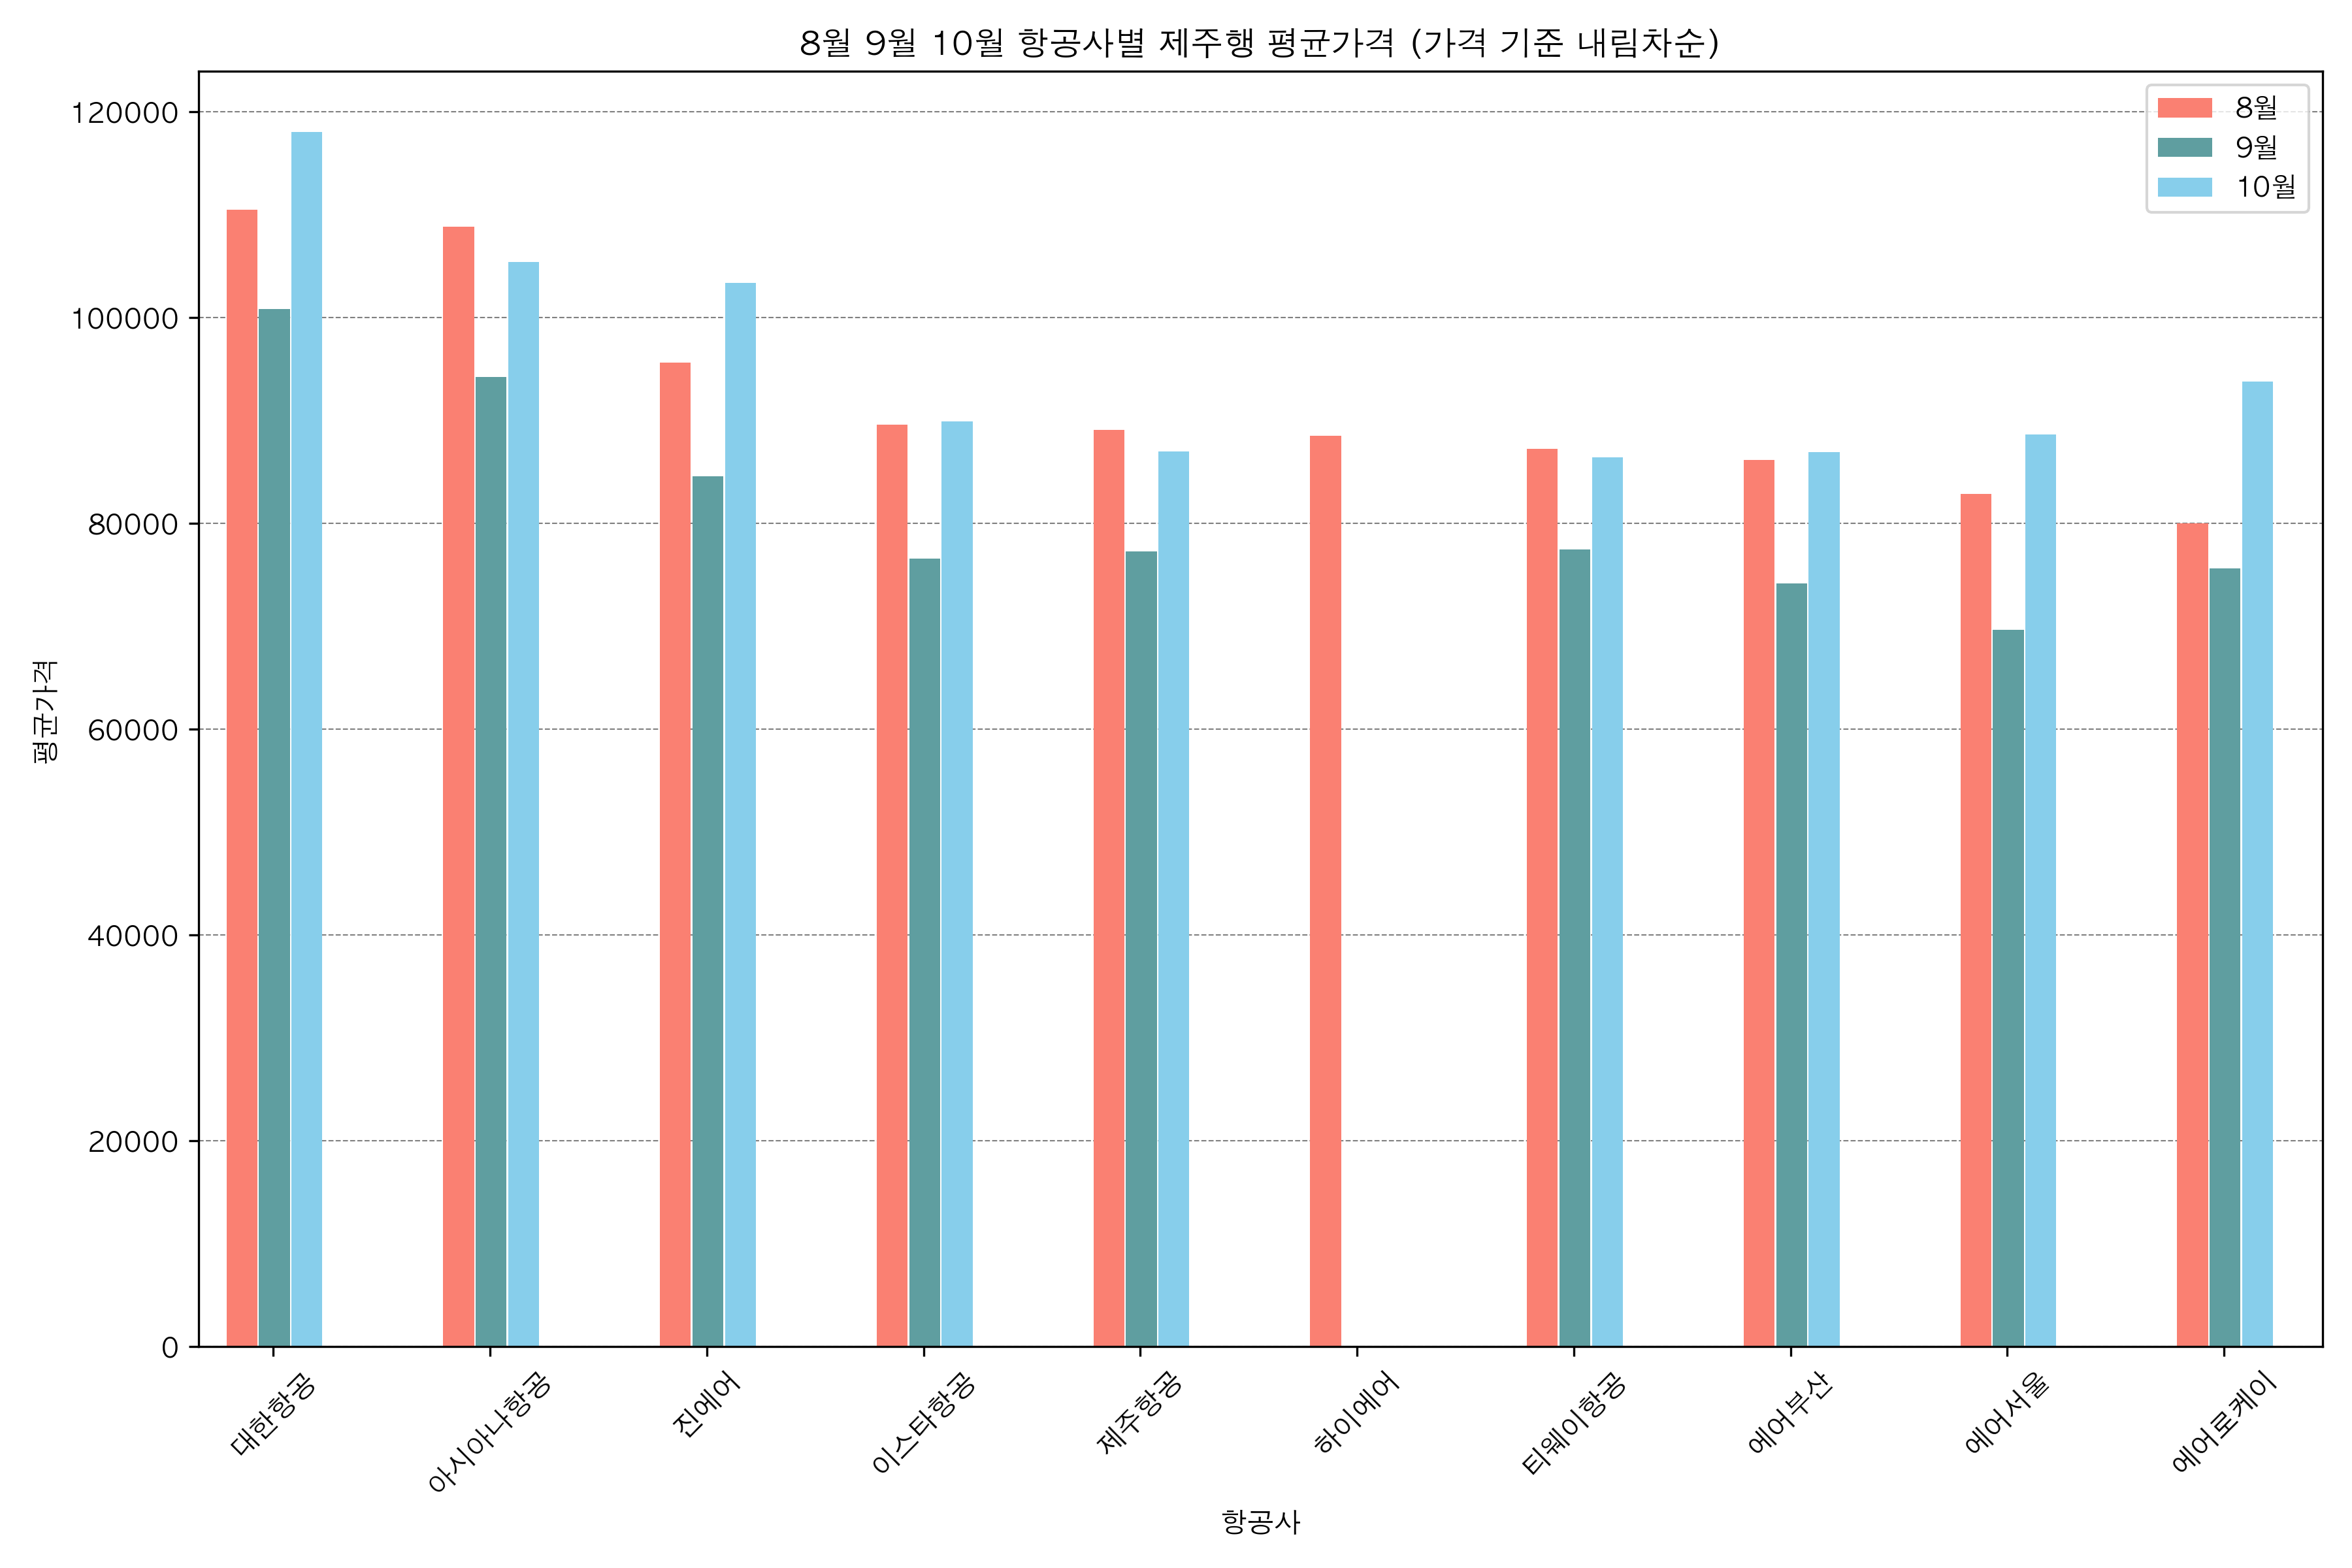 8월 9월 10월 항공사별 제주행 평균가격 (가격 기준 내림차순)
8월
9월
10월
평균가격
120000
100000
80000
60000
40000
20000
0
대한항공
아시아나항공
진에어
이스타항공
제주항공
하이에어
티웨이항공
에어부산
에어서울
에어로케이
항공사